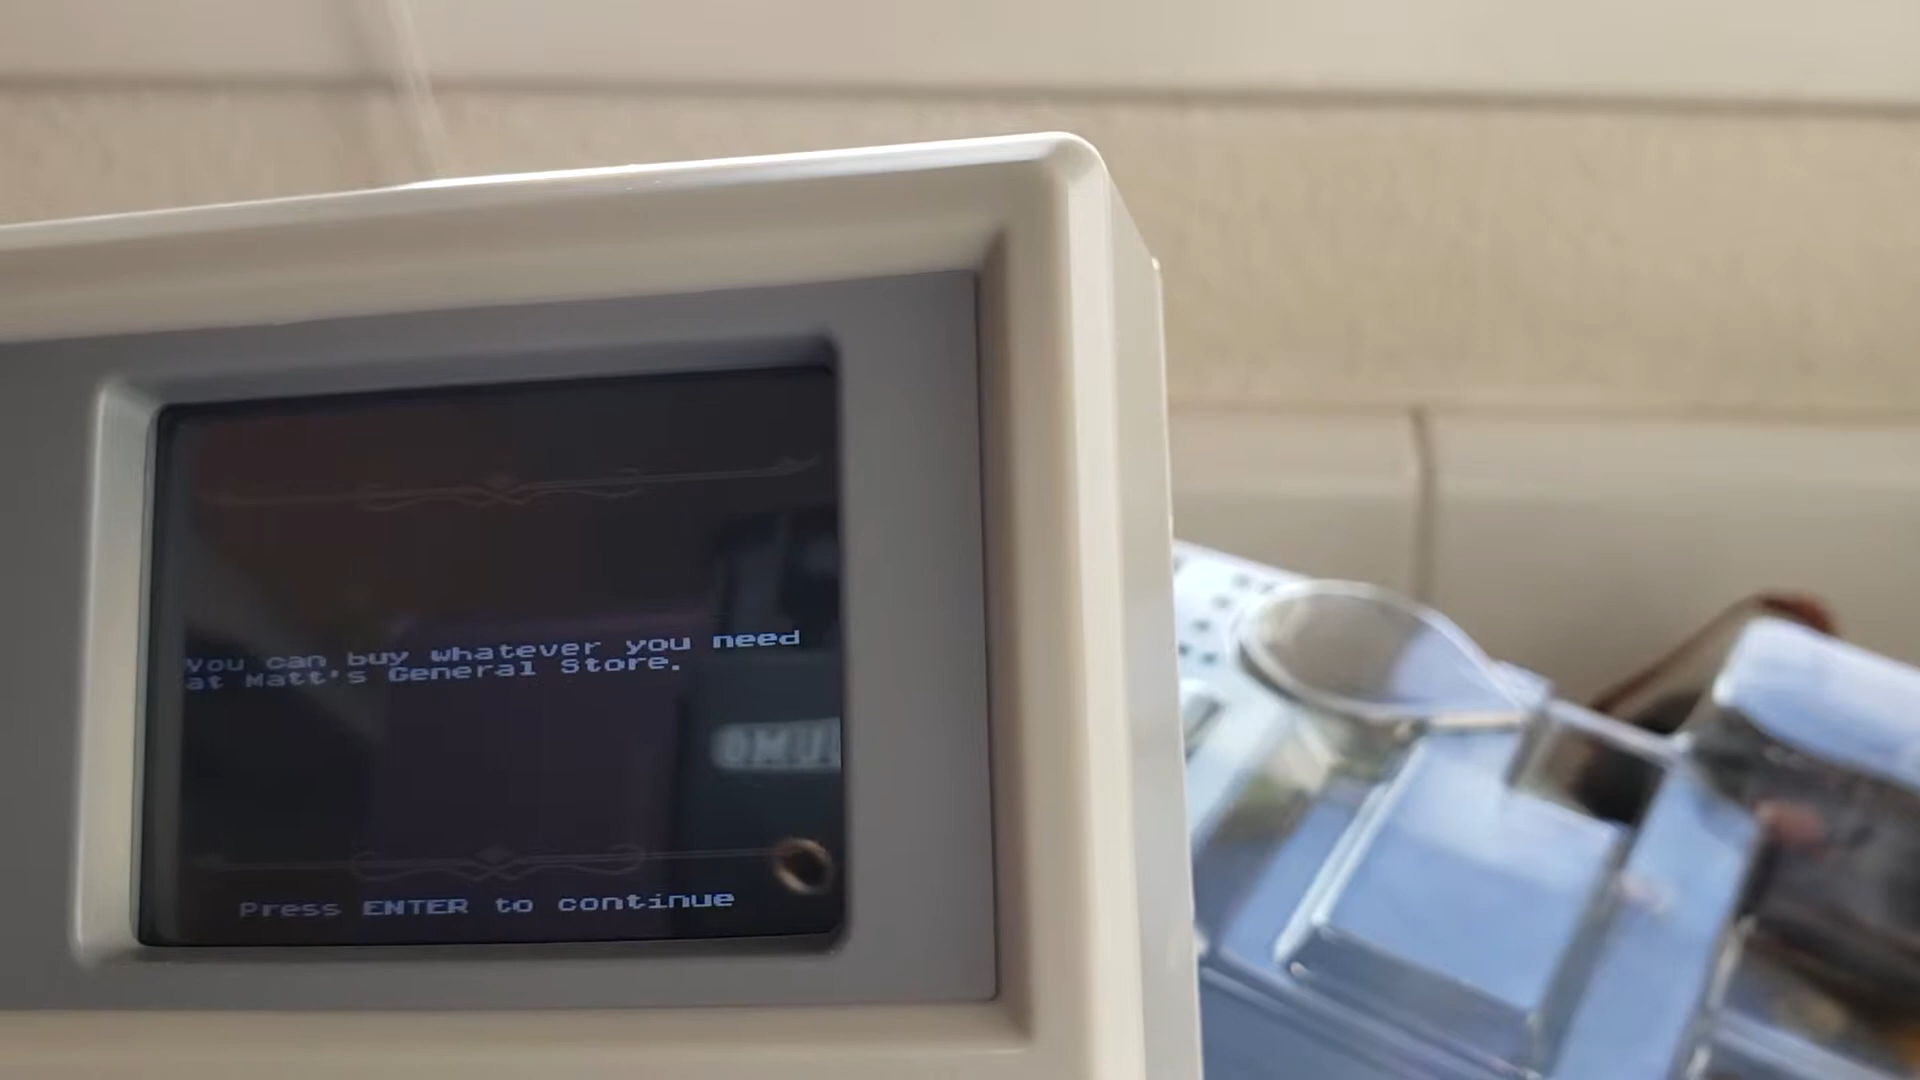 You can buy whatever you need
at Matt's General Store.
Press ENTER to continue